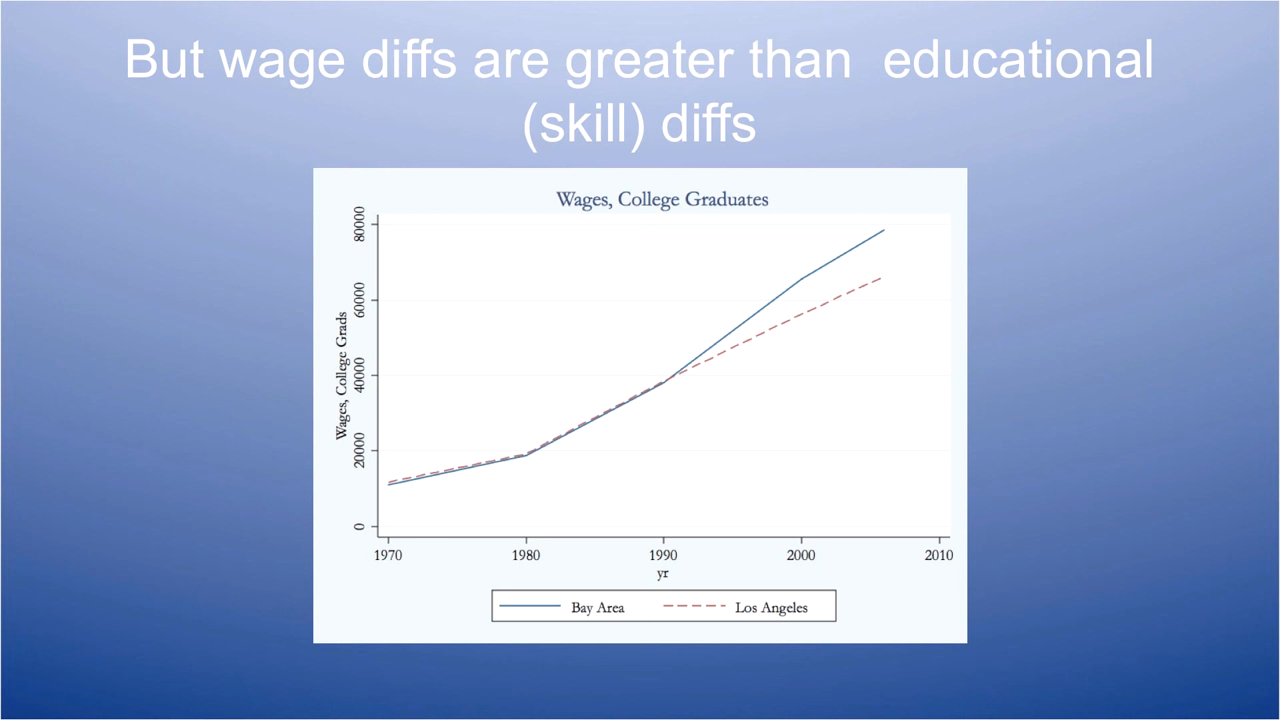 But wage diffs are greater than  educational
(skill) diffs
Wages, College Graduates
Wages, College Grads
80000
60000
40000
20000
0
1970
1980
1990
2000
2010
yr
Bay Area
Los Angeles